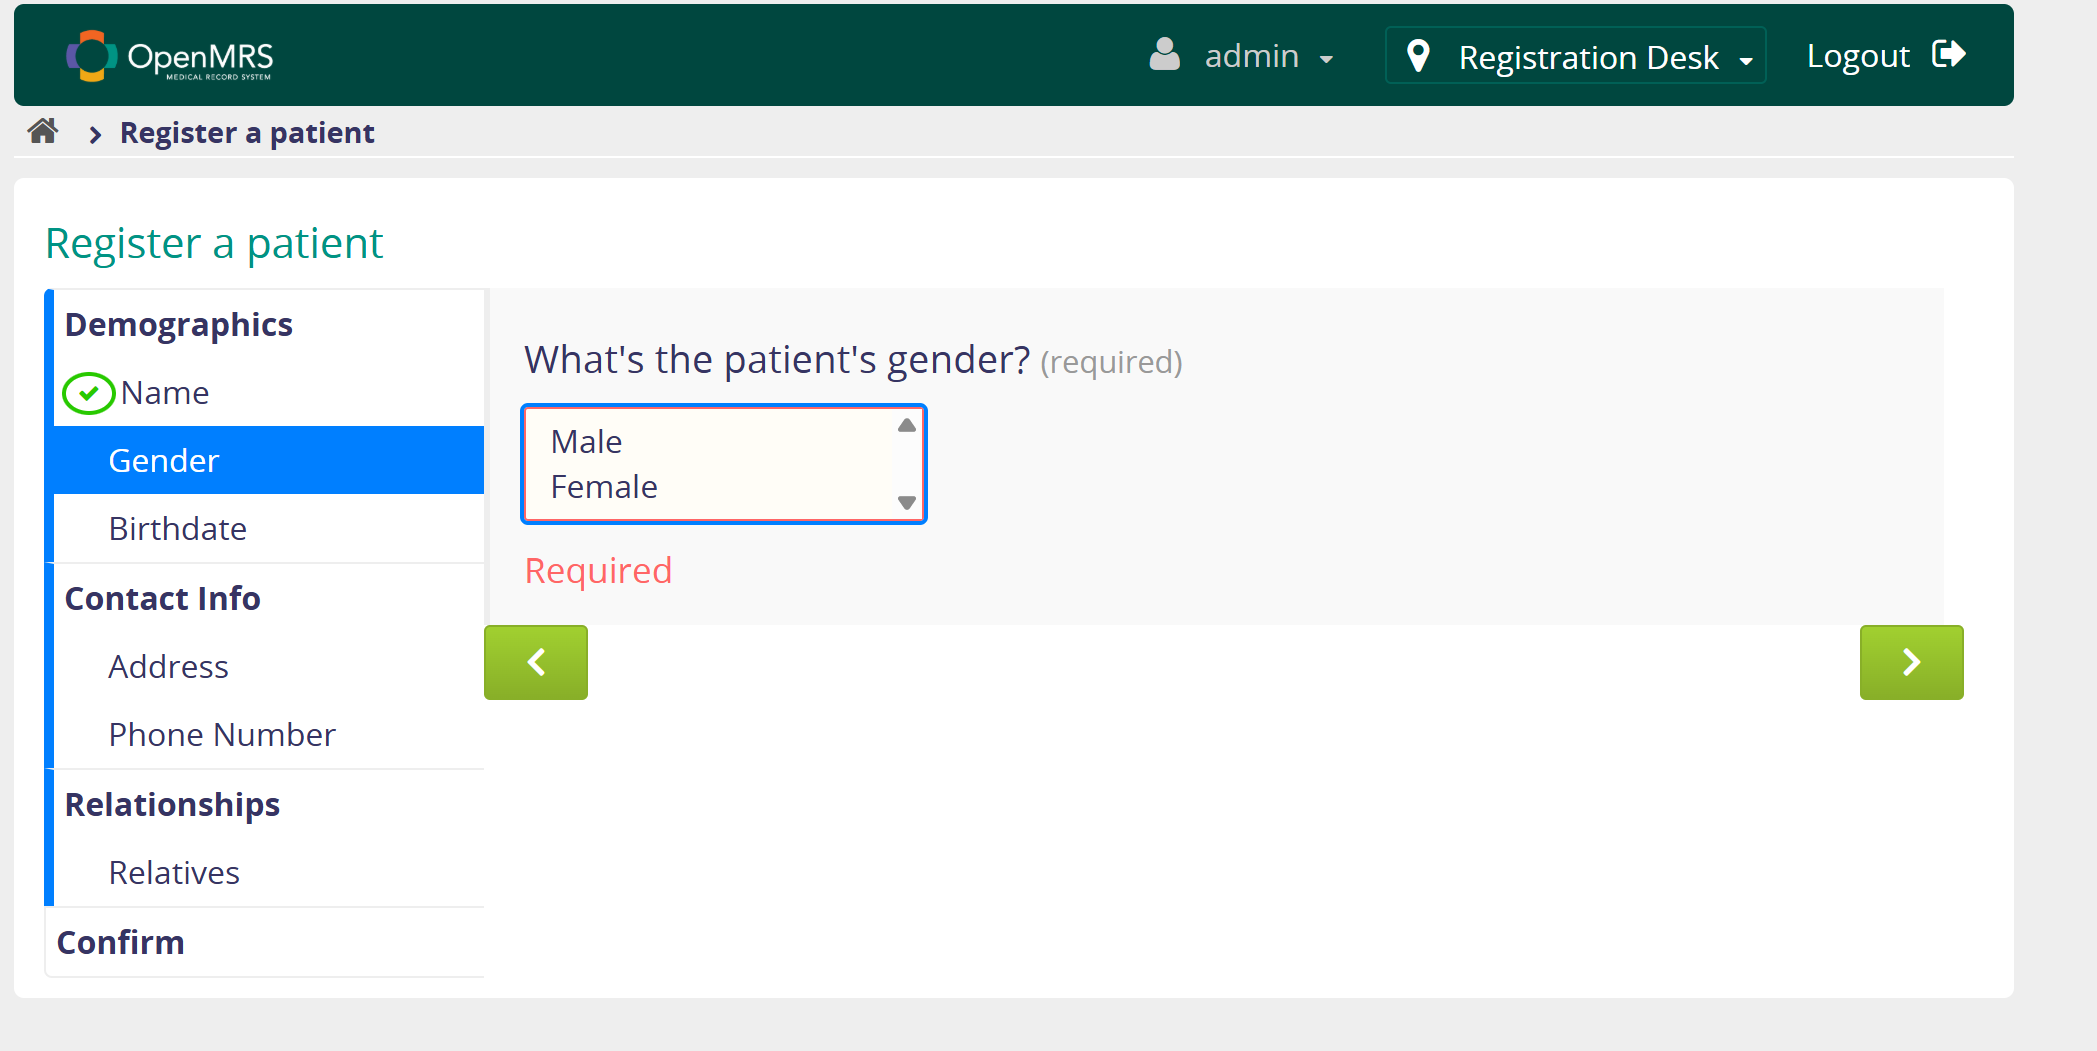 OpenMRS
MEDICAL RECORD SYSTEM
admin
Registration Desk
Logout
Register a patient
Register a patient
Demographics
Name
Gender
Birthdate
Contact Info
Address
Phone Number
Relationships
Relatives
Confirm
What's the patient's gender? (required)
Male
Female
Required